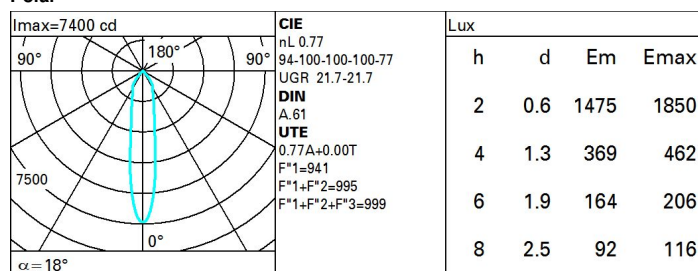 Imax=7400 cd
90° 180° 90°
7500
0°
α=18°
CIE
nL 0.77
94-100-100-100-77
UGR 21.7-21.7
DIN
A.61
UTE
0.77A+0.00T
F"1=941
F"1+F"2=995
F"1+F"2+F"3=999
Lux
h d Em Emax
2 0.6 1475 1850
4 1.3 369 462
6 1.9 164 206
8 2.5 92 116